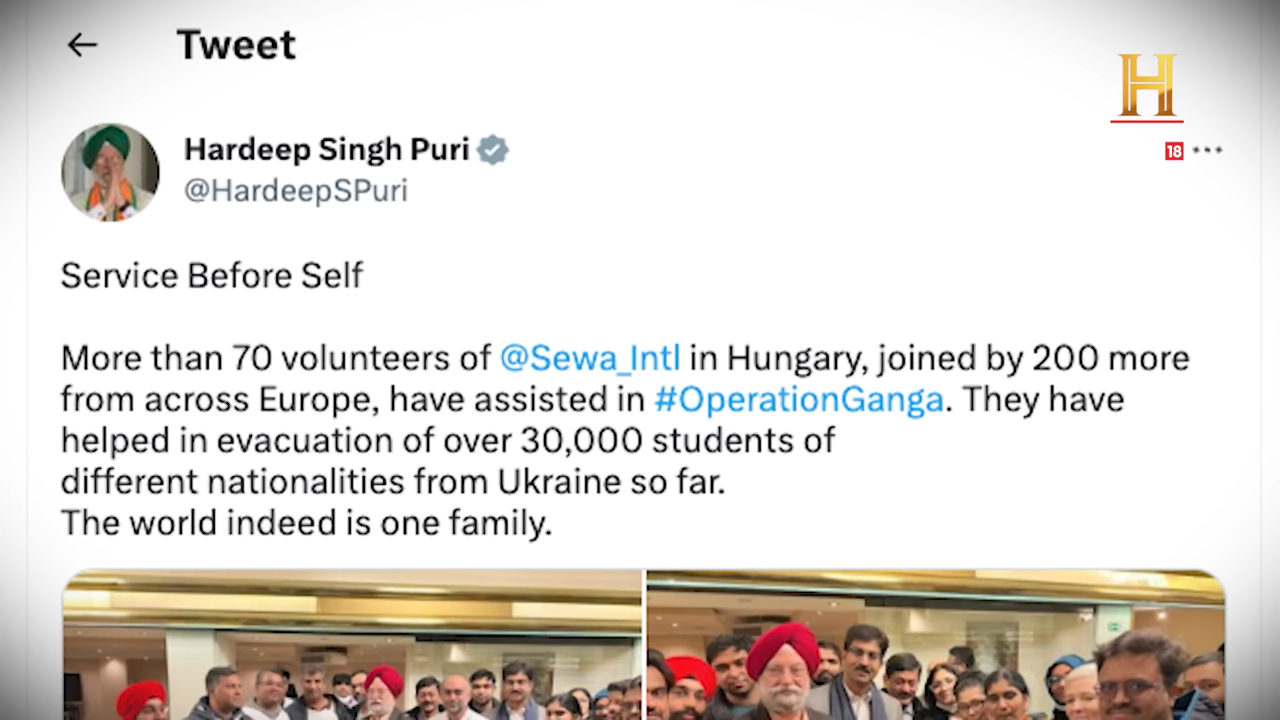 Tweet
H
18
Hardeep Singh Puri
@HardeepSPuri
Service Before Self
More than 70 volunteers of @Sewa_Intl in Hungary, joined by 200 more
from across Europe, have assisted in #OperationGanga. They have
helped in evacuation of over 30,000 students of
different nationalities from Ukraine so far.
The world indeed is one family.